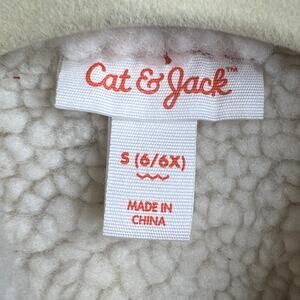 Cat & Jack™
S (6/6X)
MADE IN
CHINA